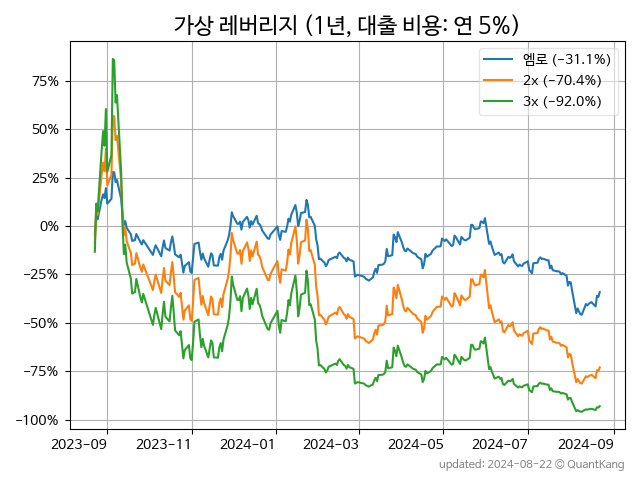 가상 레버리지 (1년, 대출 비용: 연 5%)
엠로 (−31.1%)
2x (−70.4%)
3x (−92.0%)
75%
50%
25%
0%
−25%
−50%
−75%
−100%
2023-09 2023-11 2024-01 2024-03 2024-05 2024-07 2024-09
updated: 2024-08-22 © QuantKang